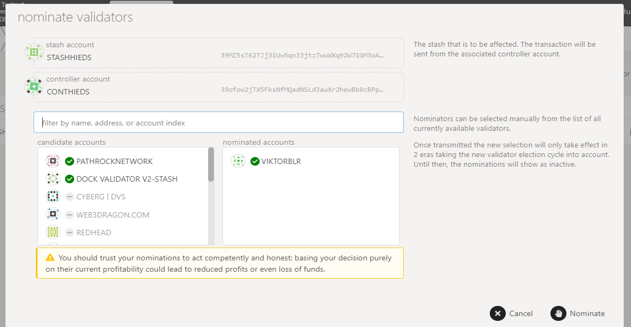 nominate validators
stash account
STASHHIEDS
The stash that is to be affected. The transaction will
be sent from the associated controller account.
controller account
CONTHIEDS
filter by name, address, or account index
Nominators can be selected manually from the list of
all currently available validators.
candidate accounts
nominated accounts
Once transmitted the new selection will only take effect in
2 eras taking the new validator election cycle into account.
Until then, the nominations will show as inactive.
PATHROCKNETWORK
VIKTORBLR
DOCK VALIDATOR V2-STASH
CYBERG | DVS
WEB3DRAGON.COM
REDHEAD
You should trust your nominations to act competently and honest; basing your decision purely
on their current profitability could lead to reduced profits or even loss of funds.
Cancel
Nominate